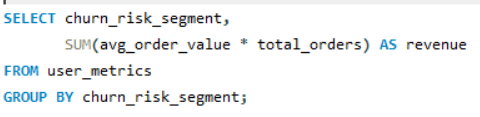 SELECT churn_risk_segment,
SUM(avg_order_value * total_orders) AS revenue
FROM user_metrics
GROUP BY churn_risk_segment;